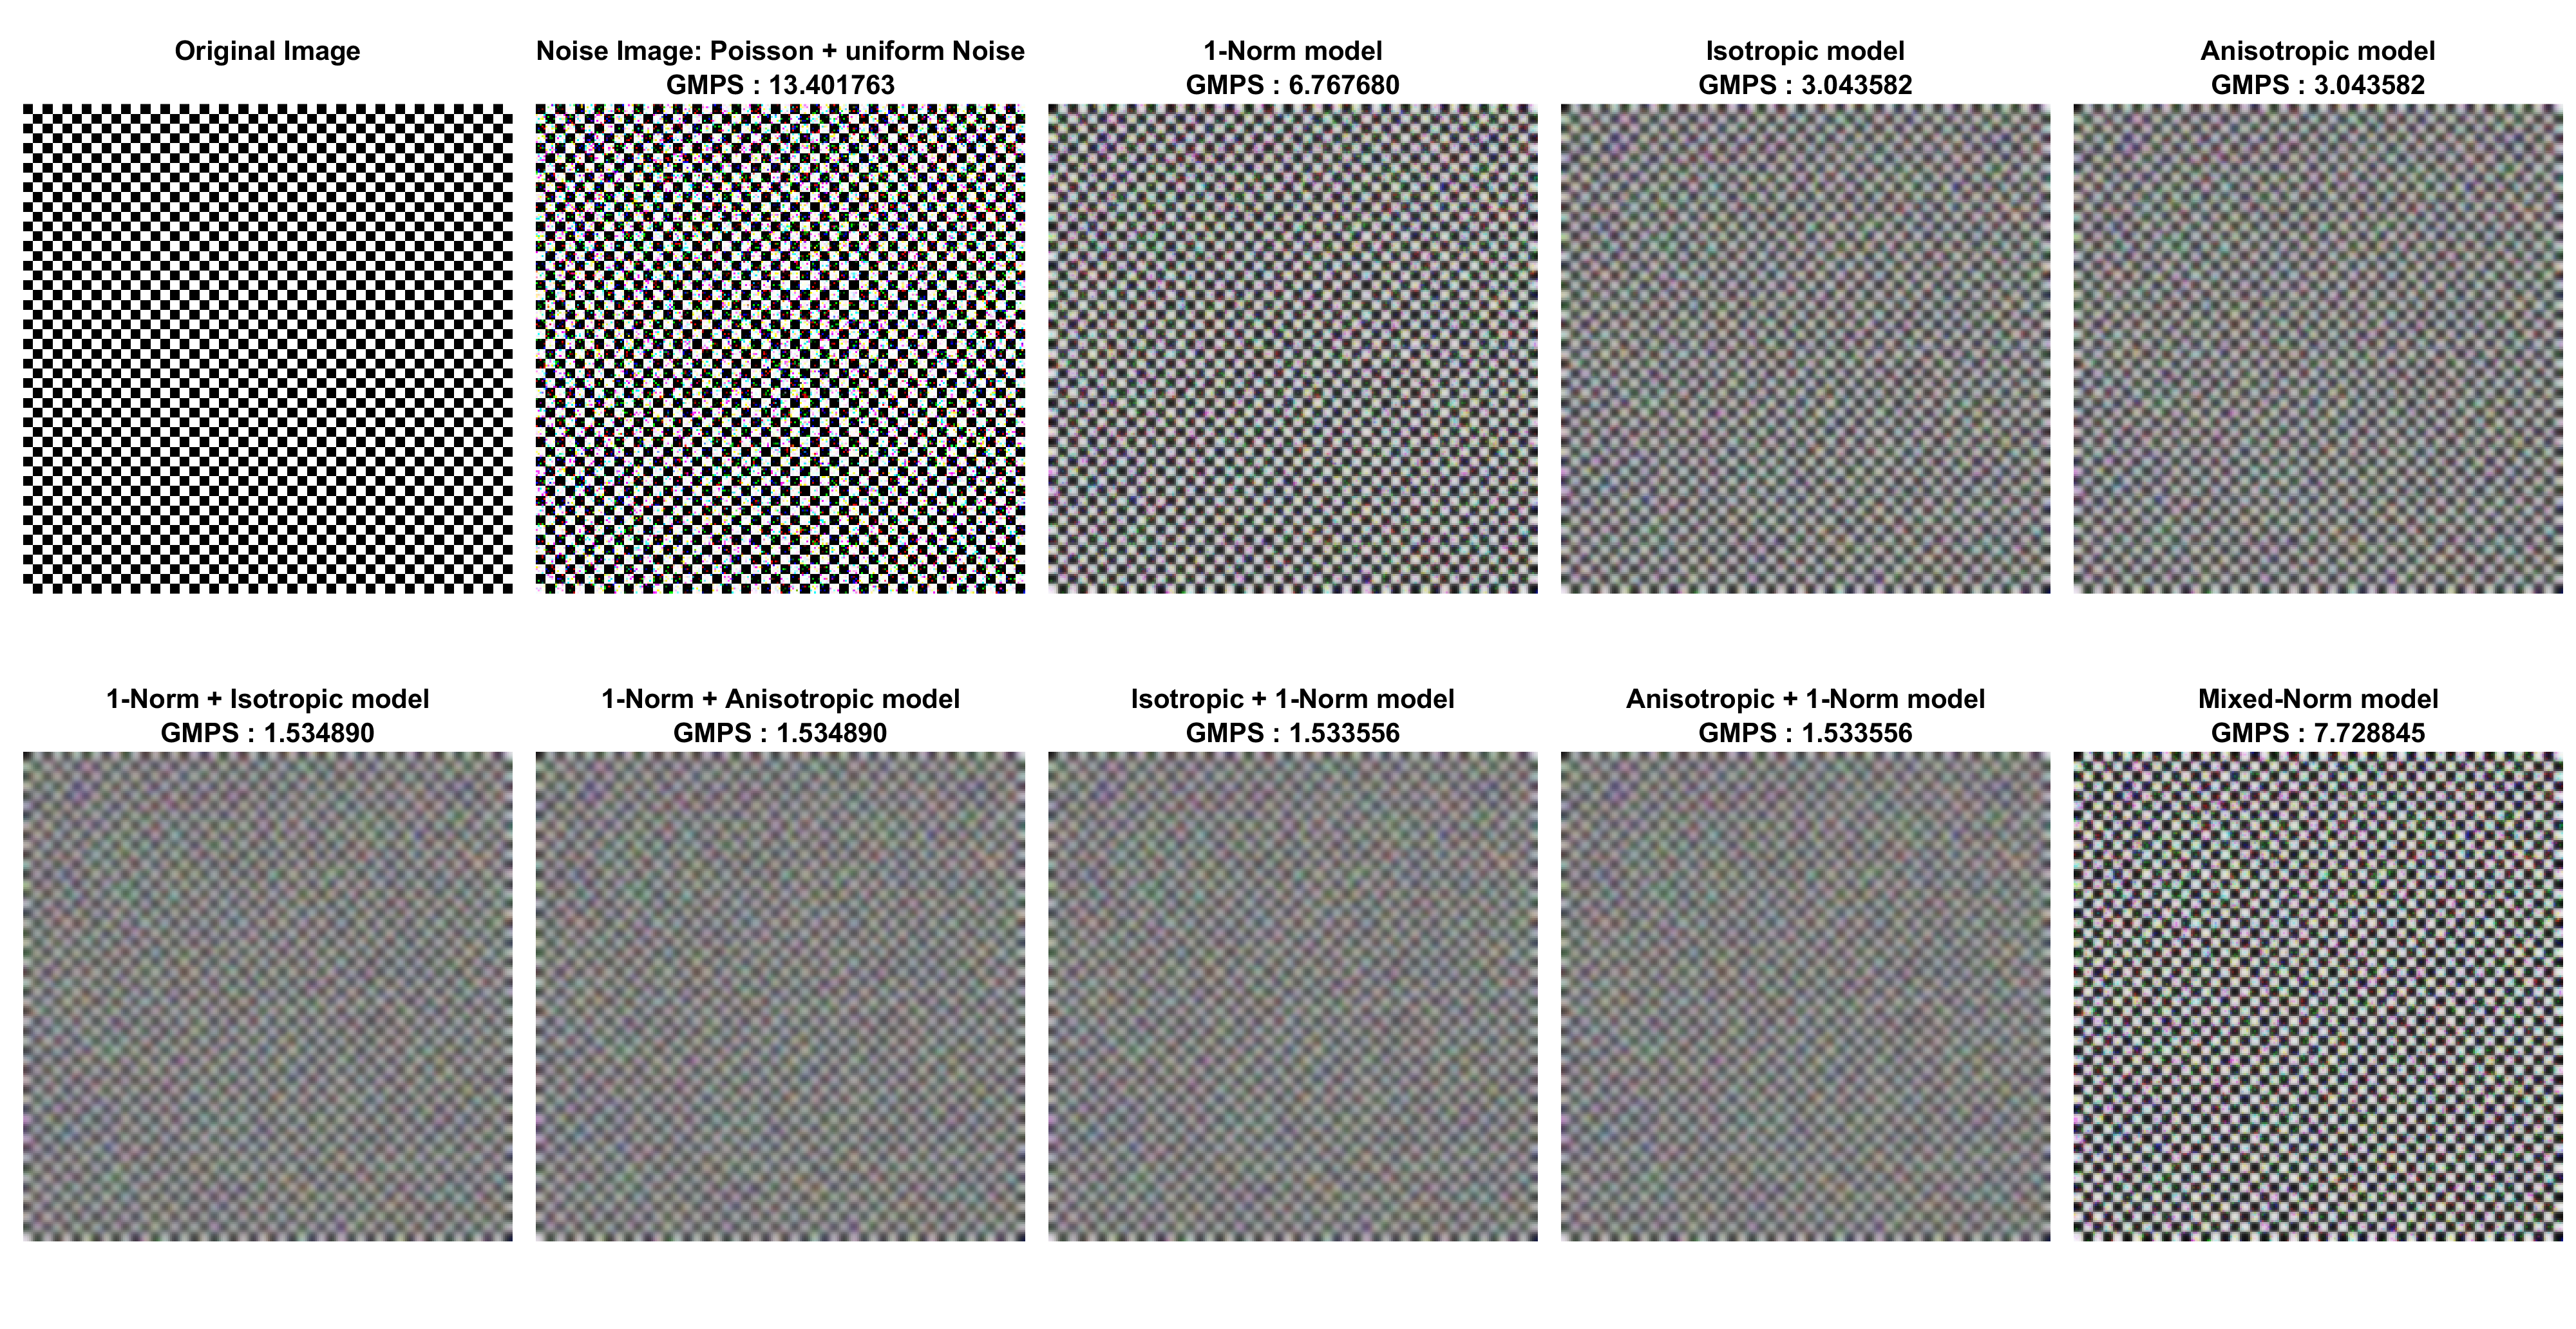 Original Image
Noise Image: Poisson + uniform Noise
GMPS : 13.401763
1-Norm model
GMPS : 6.767680
Isotropic model
GMPS : 3.043582
Anisotropic model
GMPS : 3.043582
1-Norm + Isotropic model
GMPS : 1.534890
1-Norm + Anisotropic model
GMPS : 1.534890
Isotropic + 1-Norm model
GMPS : 1.533556
Anisotropic + 1-Norm model
GMPS : 1.533556
Mixed-Norm model
GMPS : 7.728845